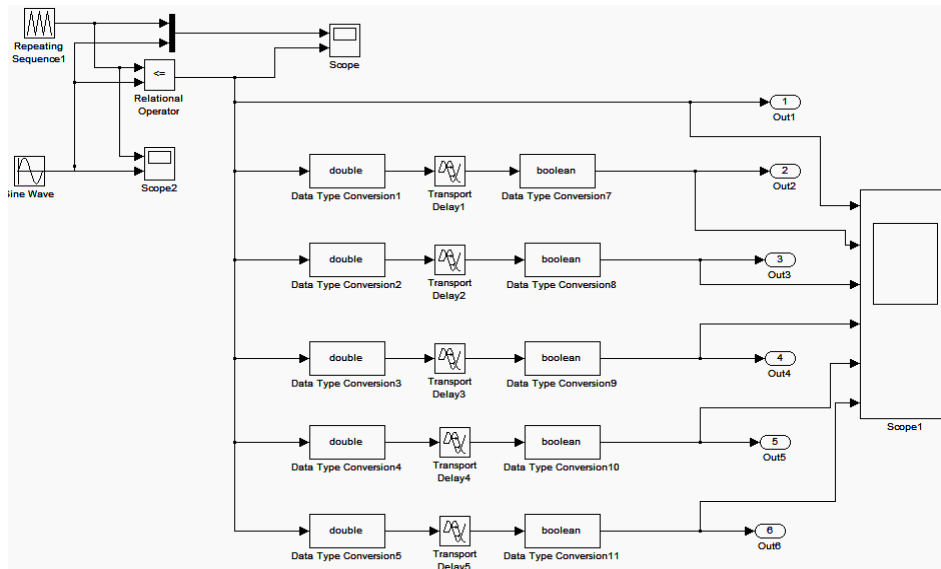 Repeating
Sequence1
Scope
<=
Relational
Operator
1
Out1
Scope2
Sine Wave
double
Data Type Conversion1
Transport
Delay1
boolean
Data Type Conversion7
2
Out2
double
Data Type Conversion2
Transport
Delay2
boolean
Data Type Conversion8
3
Out3
double
Data Type Conversion3
Transport
Delay3
boolean
Data Type Conversion9
4
Out4
Scope1
double
Data Type Conversion4
Transport
Delay4
boolean
Data Type Conversion10
5
Out5
double
Data Type Conversion5
Transport
Delay5
boolean
Data Type Conversion11
6
Out6